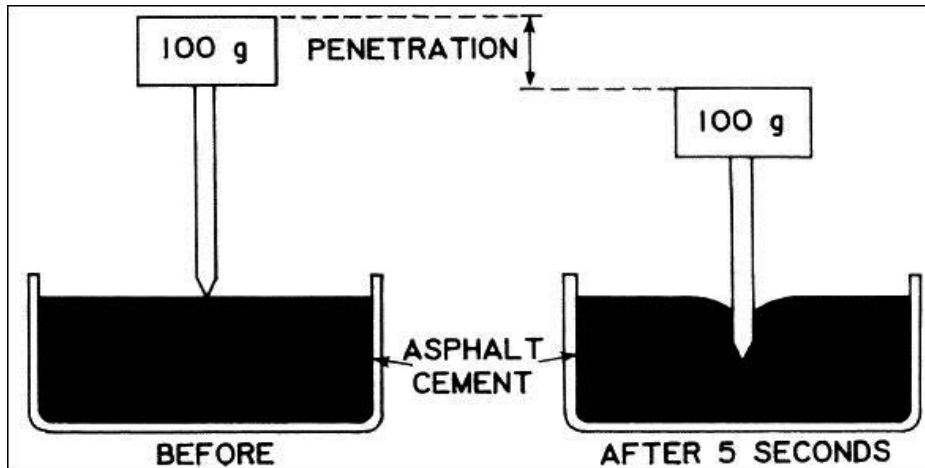 100 g
PENETRATION
100 g
ASPHALT
CEMENT
BEFORE
AFTER 5 SECONDS